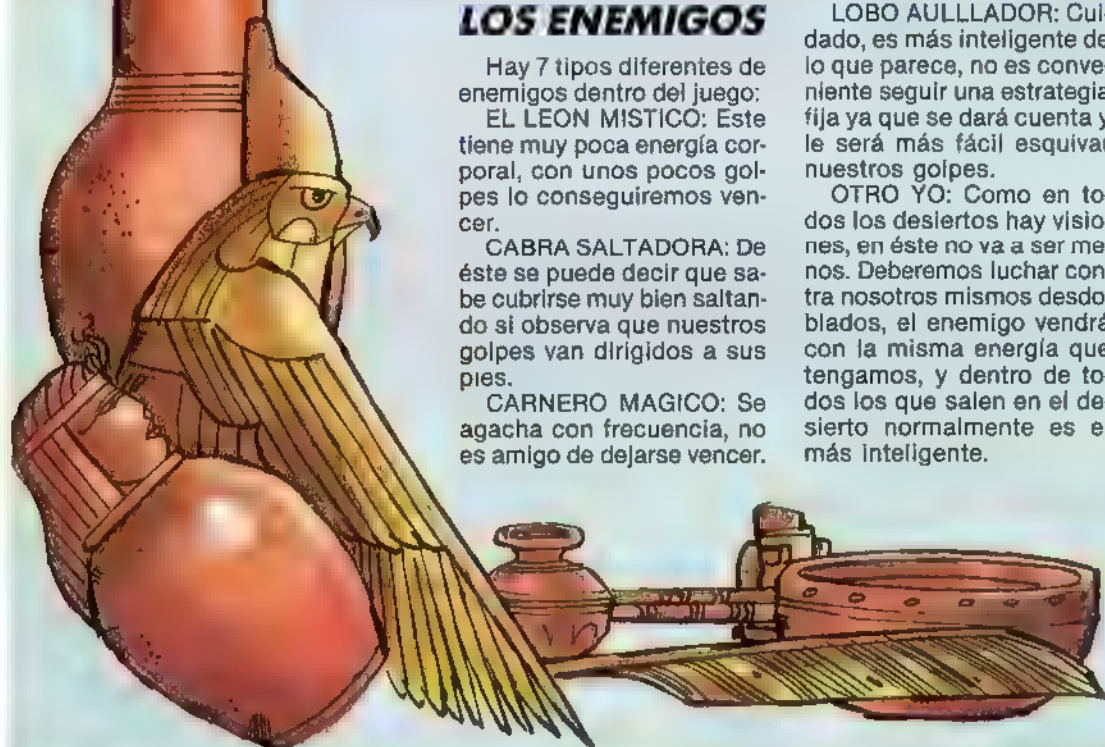 LOS ENEMIGOS
Hay 7 tipos diferentes de
enemigos dentro del juego:
EL LEON MISTICO: Este
tiene muy poca energía cor-
poral, con unos pocos gol-
pes lo conseguiremos ven-
cer.
CABRA SALTADORA: De
éste se puede decir que sa-
be cubrirse muy bien saltan-
do si observa que nuestros
golpes van dirigidos a sus
pies.
CARNERO MAGICO: Se
agacha con frecuencia, no
es amigo de dejarse vencer.
LOBO AULLLADOR: Cui-
dado, es más inteligente de
lo que parece, no es conve-
niente seguir una estrategia
fija ya que se dará cuenta y
le será más fácil esquivar
nuestros golpes.
OTRO YO: Como en to-
dos los desiertos hay visio-
nes, en éste no va a ser me-
nos. Deberemos luchar con-
tra nosotros mismos desdo-
blados, el enemigo vendrá
con la misma energía que
tengamos, y dentro de to-
dos los que salen en el de-
sierto normalmente es el
más inteligente.